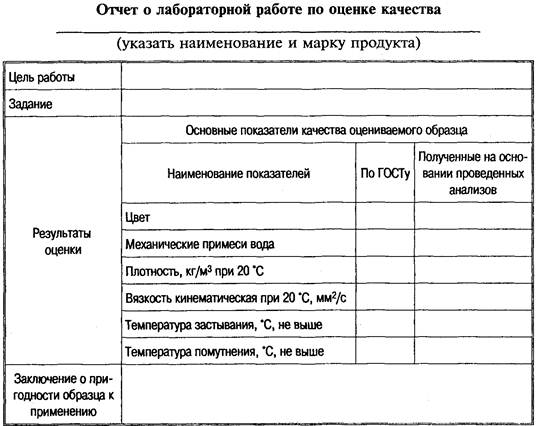 Отчет о лабораторной работе по оценке качества
(указать наименование и марку продукта)
Цель работы
Задание
Результаты
оценки
Основные показатели качества оцениваемого образца
Наименование показателей
По ГОСТу
Полученные на осно-
вании проведенных
анализов
Цвет
Механические примеси вода
Плотность, кг/м³ при 20 °С
Вязкость кинематическая при 20 °С, мм²/с
Температура застывания, °С, не выше
Температура помутнения, °С, не выше
Заключение о при-
годности образца к
применению